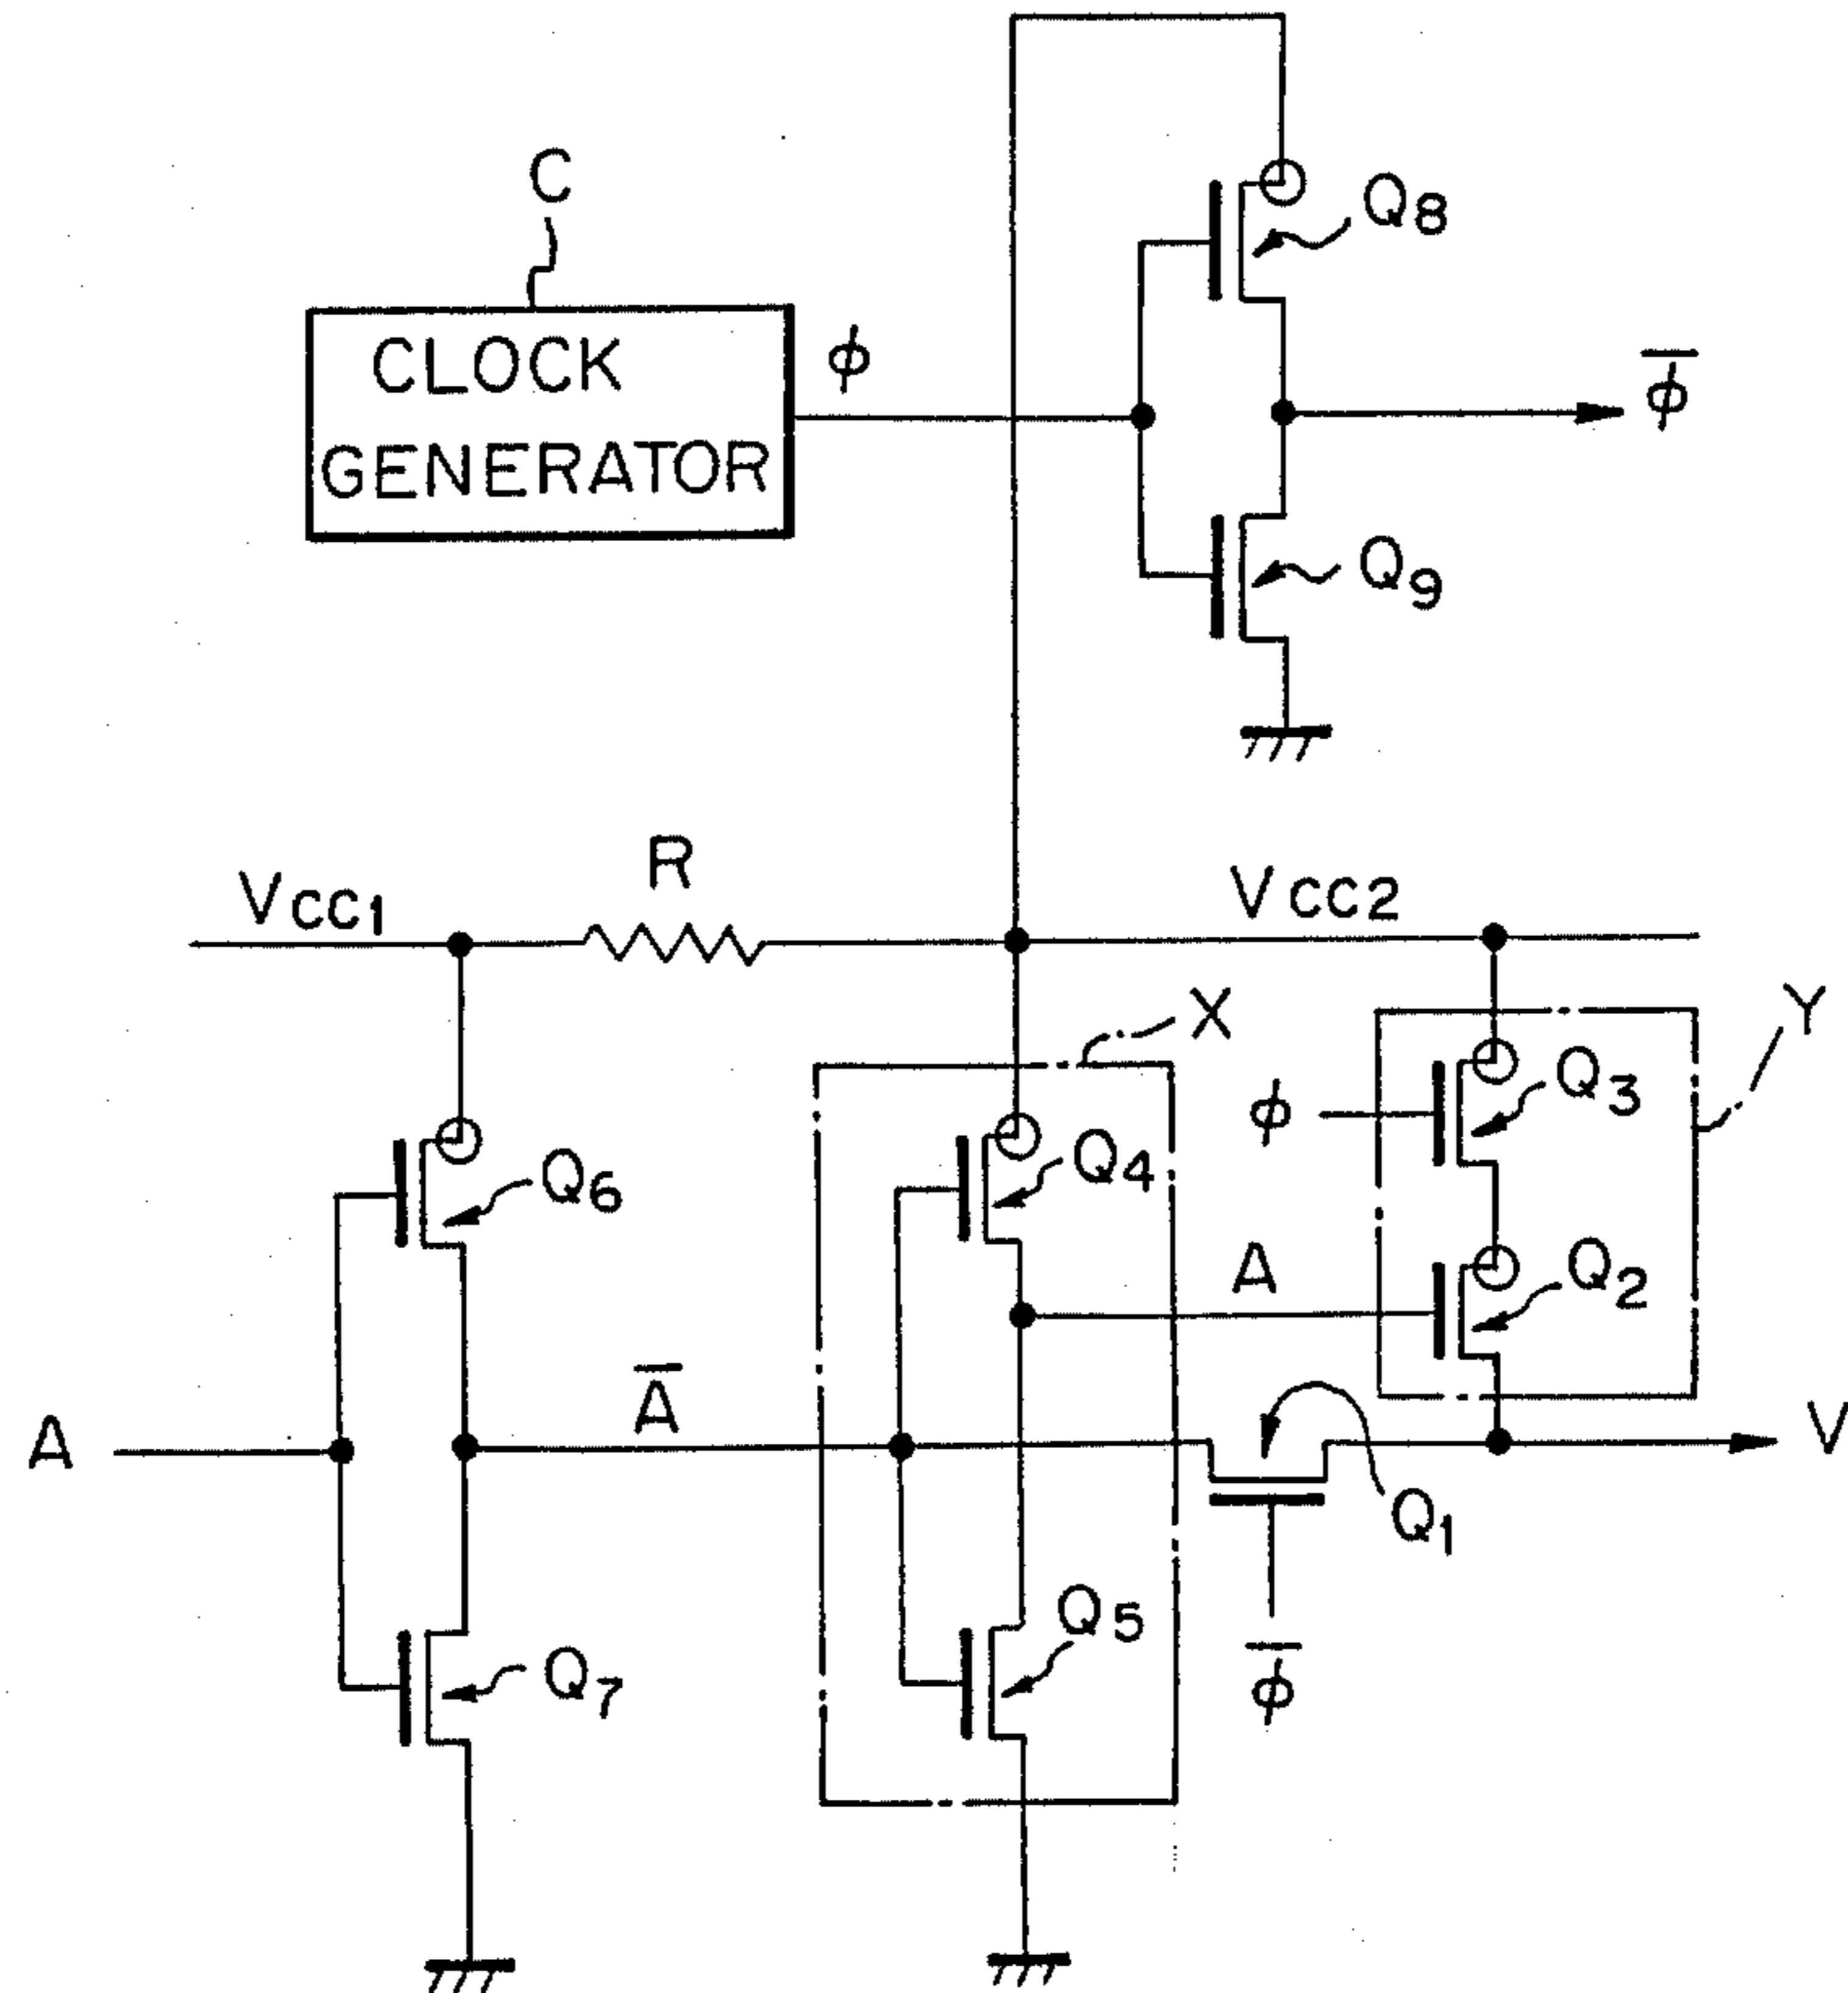 C
CLOCK
GENERATOR
ϕ
Q8
ϕ̅
Q9
Vcc1
R
Vcc2
X
Y
Q6
Q4
ϕ
Q3
A
Q2
A
A̅
V
Q1
Q7
Q5
ϕ̅